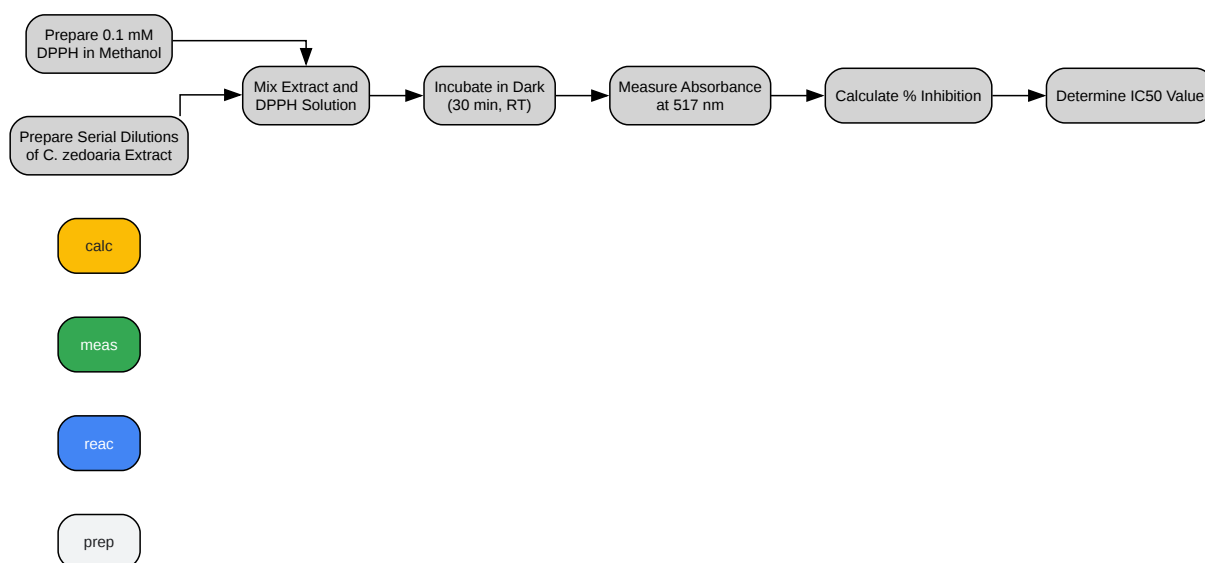 Prepare 0.1 mM
DPPH in Methanol
Prepare Serial Dilutions
of C. zedoaria Extract
Mix Extract and
DPPH Solution
Incubate in Dark
(30 min, RT)
Measure Absorbance
at 517 nm
Calculate % Inhibition
Determine IC50 Value
calc
meas
reac
prep